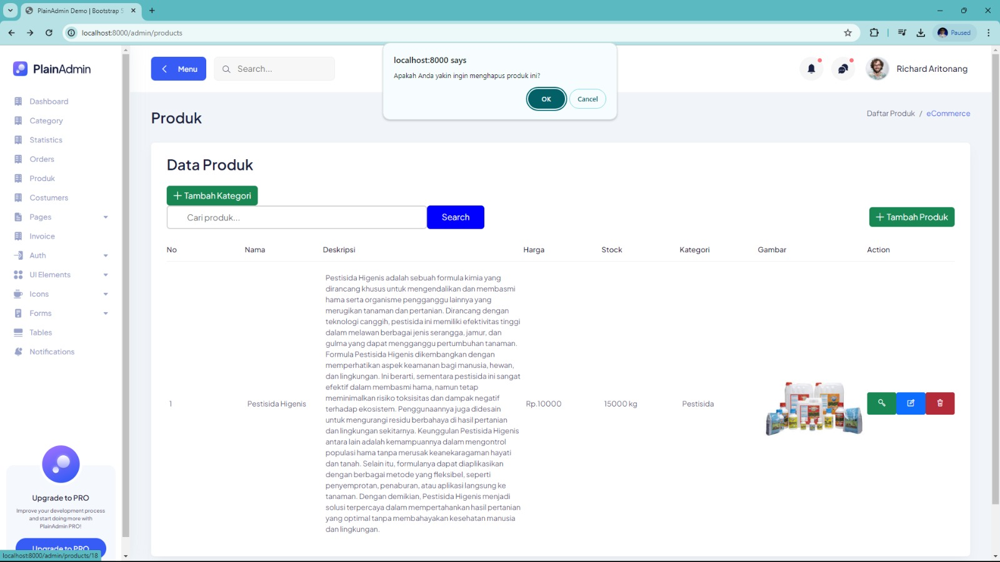 PlainAdmin Demo | Bootstrap 5
localhost:8000/admin/products
Paused
PlainAdmin
Menu
Search...
localhost:8000 says
Apakah Anda yakin ingin menghapus produk ini?
OK
Cancel
Richard Aritonang
Dashboard
Category
Statistics
Orders
Produk
Costumers
Pages
Invoice
Auth
UI Elements
Icons
Forms
Tables
Notifications
Upgrade to PRO
Improve your development process
and start doing more with
PlainAdmin PRO!
Upgrade to PRO
localhost:8000/admin/products/18
Produk
Daftar Produk / eCommerce
Data Produk
+ Tambah Kategori
Cari produk...
Search
+ Tambah Produk
No Nama Deskripsi Harga Stock Kategori Gambar Action
Pestisida Higenis adalah sebuah formula kimia yang
dirancang khusus untuk mengendalikan dan membasmi
hama serta organisme pengganggu lainnya yang
merugikan tanaman dan pertanian. Dirancang dengan
teknologi canggih, pestisida ini memiliki efektivitas tinggi
dalam melawan berbagai jenis serangga, jamur, dan
gulma yang dapat mengganggu pertumbuhan tanaman.
Formula Pestisida Higenis dikembangkan dengan
memperhatikan aspek keamanan bagi manusia, hewan,
dan lingkungan. Ini berarti, sementara pestisida ini sangat
efektif dalam membasmi hama, namun tetap
meminimalkan risiko toksisitas dan dampak negatif
terhadap ekosistem. Penggunaannya juga didesain
untuk mengurangi residu berbahaya di hasil pertanian
dan lingkungan sekitarnya. Keunggulan Pestisida Higenis
antara lain adalah kemampuannya dalam mengontrol
populasi hama tanpa merusak keanekaragaman hayati
dan tanah. Selain itu, formulanya dapat diaplikasikan
dengan berbagai metode yang fleksibel, seperti
penyemprotan, penaburan, atau aplikasi langsung ke
tanaman. Dengan demikian, Pestisida Higenis menjadi
solusi terpercaya dalam mempertahankan hasil pertanian
yang optimal tanpa membahayakan kesehatan manusia
dan lingkungan.
1 Pestisida Higenis Rp.10000 15000 kg Pestisida